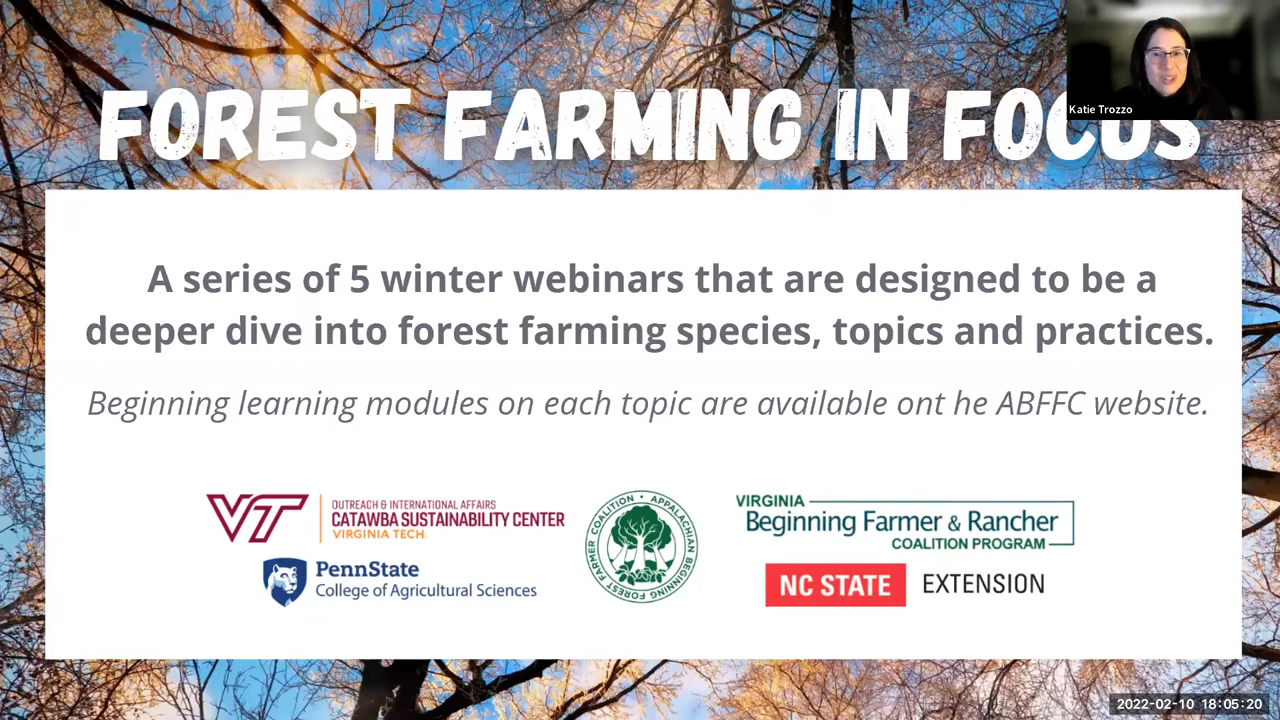 FOREST FARMING IN FOCUS
Katie Trozzo
A series of 5 winter webinars that are designed to be a
deeper dive into forest farming species, topics and practices.
Beginning learning modules on each topic are available ont he ABFFC website.
VT
OUTREACH & INTERNATIONAL AFFAIRS
CATAWBA SUSTAINABILITY CENTER
VIRGINIA TECH.
PennState
College of Agricultural Sciences
APPALACHIAN BEGINNING FOREST FARMER COALITION •
VIRGINIA
Beginning Farmer & Rancher
COALITION PROGRAM
NC STATE EXTENSION
2022-02-10 18:05:20